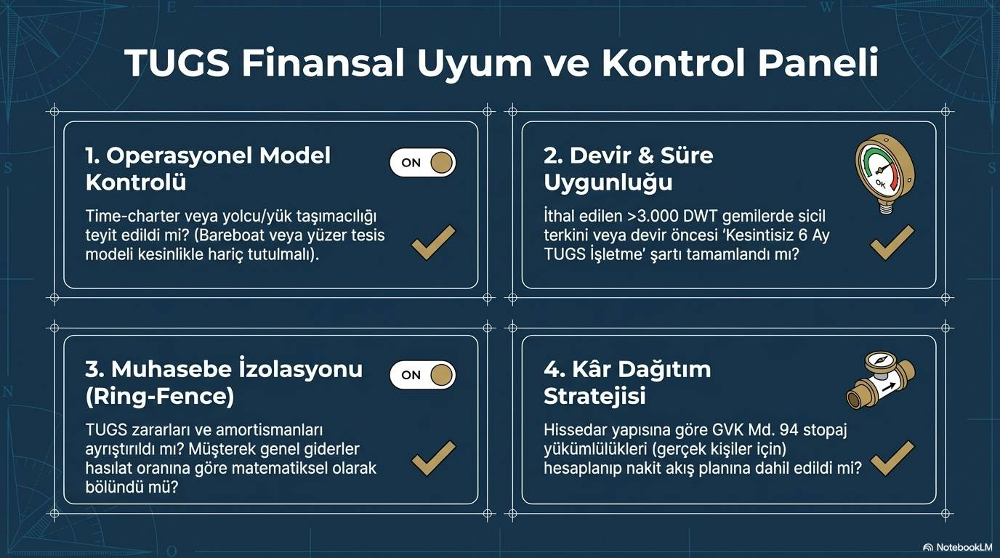 TUGS Finansal Uyum ve Kontrol Paneli
1. Operasyonel Model
Kontrolü
ON
Time-charter veya yolcu/yük taşımacılığı
teyit edildi mi? (Bareboat veya yüzer tesis
modeli kesinlikle hariç tutulmalı).
2. Devir & Süre
Uygunluğu
OK
İthal edilen >3.000 DWT gemilerde sicil
terkini veya devir öncesi 'Kesintisiz 6 Ay
TUGS İşletme' şartı tamamlandı mı?
3. Muhasebe İzolasyonu
(Ring-Fence)
ON
TUGS zararları ve amortismanları
ayrıştırıldı mı? Müşterek genel giderler
hasılat oranına göre matematiksel olarak
bölündü mü?
4. Kâr Dağıtım
Stratejisi
Hissedar yapısına göre GVK Md. 94 stopaj
yükümlülükleri (gerçek kişiler için)
hesaplanıp nakit akış planına dahil edildi mi?
E
W
S
S
N
O
NotebookLM